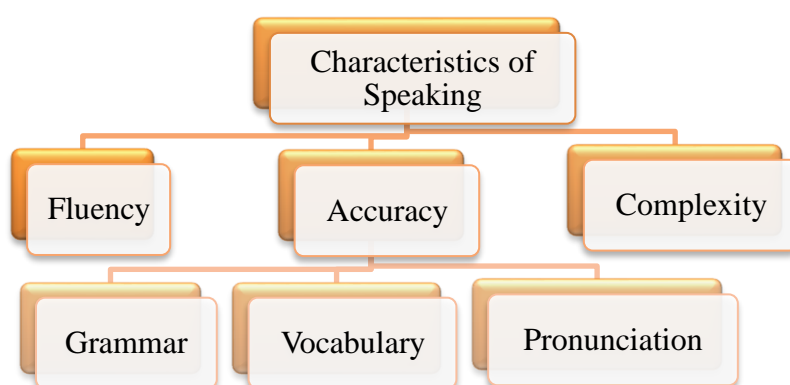 Characteristics of
Speaking
Fluency
Accuracy
Complexity
Grammar
Vocabulary
Pronunciation